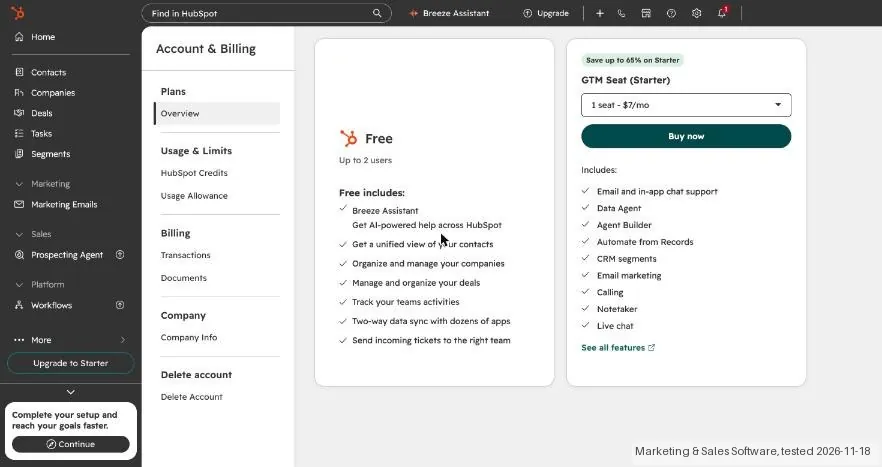 Find in HubSpot
Breeze Assistant
Upgrade
1
Home
Contacts
Companies
Deals
Tasks
Segments
Marketing
Marketing Emails
Sales
Prospecting Agent
Platform
Workflows
More
Upgrade to Starter
Complete your setup and
reach your goals faster.
Continue
Account & Billing
Plans
Overview
Usage & Limits
HubSpot Credits
Usage Allowance
Billing
Transactions
Documents
Company
Company Info
Delete account
Delete Account
Free
Up to 2 users
Free includes:
Breeze Assistant
Get AI-powered help across HubSpot
Get a unified view of your contacts
Organize and manage your companies
Manage and organize your deals
Track your teams activities
Two-way data sync with dozens of apps
Send incoming tickets to the right team
Save up to 65% on Starter
GTM Seat (Starter)
1 seat - $7/mo
Buy now
Includes:
Email and in-app chat support
Data Agent
Agent Builder
Automate from Records
CRM segments
Email marketing
Calling
Notetaker
Live chat
See all features
Marketing & Sales Software, tested 2026-11-18